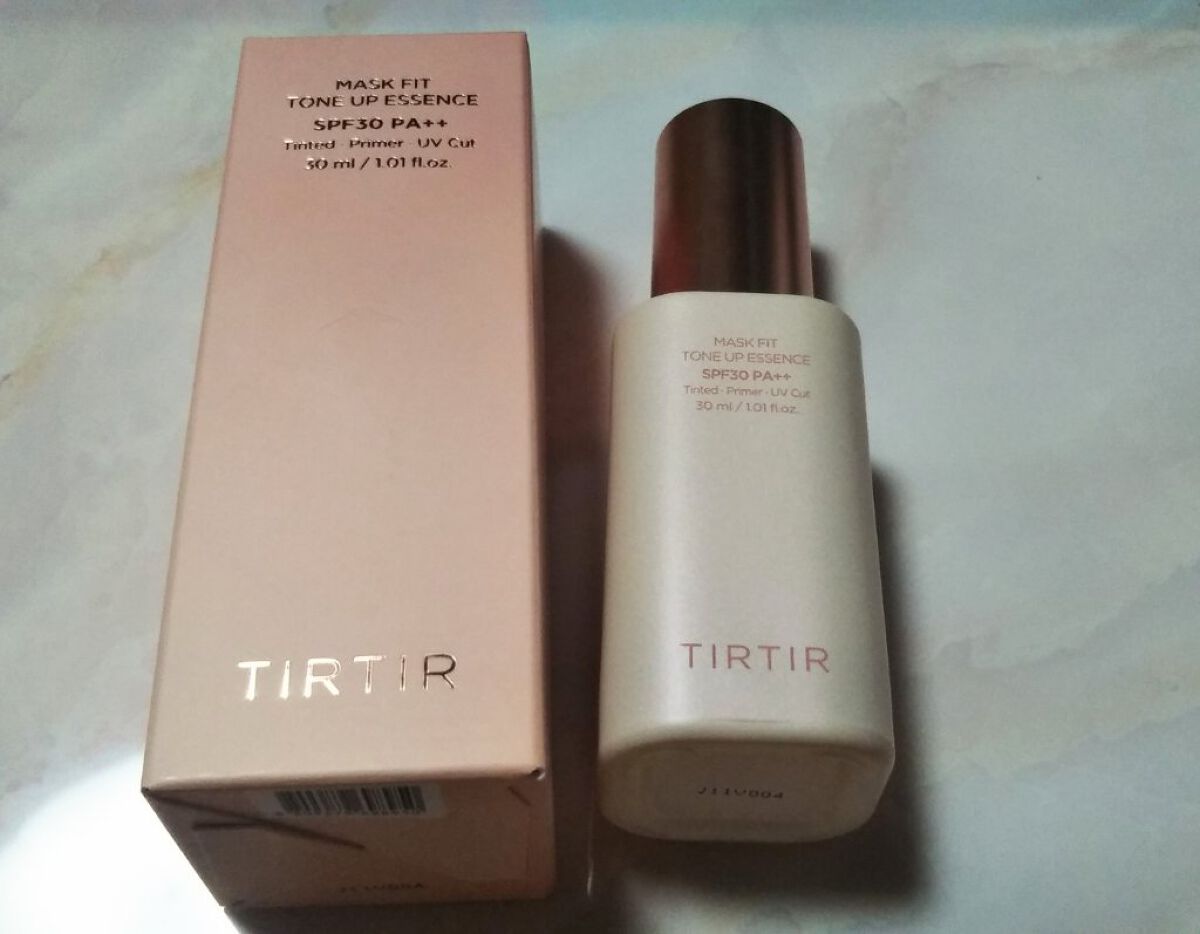 MASK FIT
TONE UP ESSENCE
SPF30 PA++
Tinted · Primer · UV Cut
30 ml / 1.01 fl.oz.
TIRTIR
MASK FIT
TONE UP ESSENCE
SPF30 PA++
Tinted · Primer · UV Cut
30 ml / 1.01 fl.oz.
TIRTIR